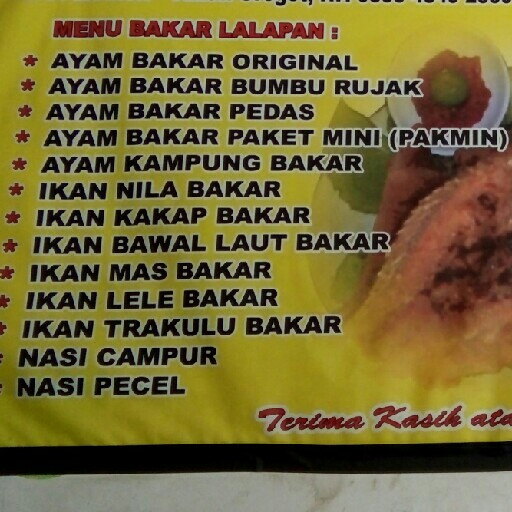 MENU BAKAR LALAPAN :
* AYAM BAKAR ORIGINAL
* AYAM BAKAR BUMBU RUJAK
* AYAM BAKAR PEDAS
* AYAM BAKAR PAKET MINI (PAKMIN)
* AYAM KAMPUNG BAKAR
* IKAN NILA BAKAR
* IKAN KAKAP BAKAR
* IKAN BAWAL LAUT BAKAR
* IKAN MAS BAKAR
* IKAN LELE BAKAR
* IKAN TRAKULU BAKAR
* NASI CAMPUR
* NASI PECEL
Terima Kasih